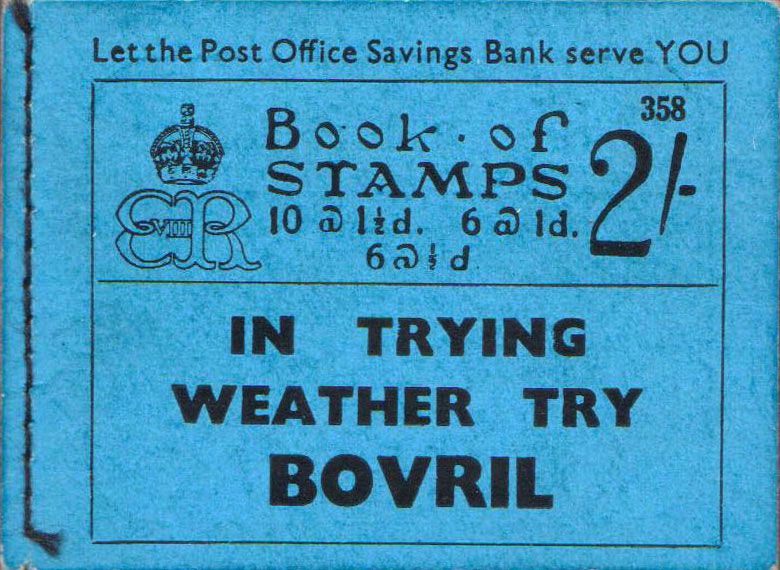 Let the Post Office Savings Bank serve YOU
358
Book · of
STAMPS
2/-
10 @ 1½d. 6 @ 1d.
6 @ ½d
E VIII R
IN TRYING
WEATHER TRY
BOVRIL